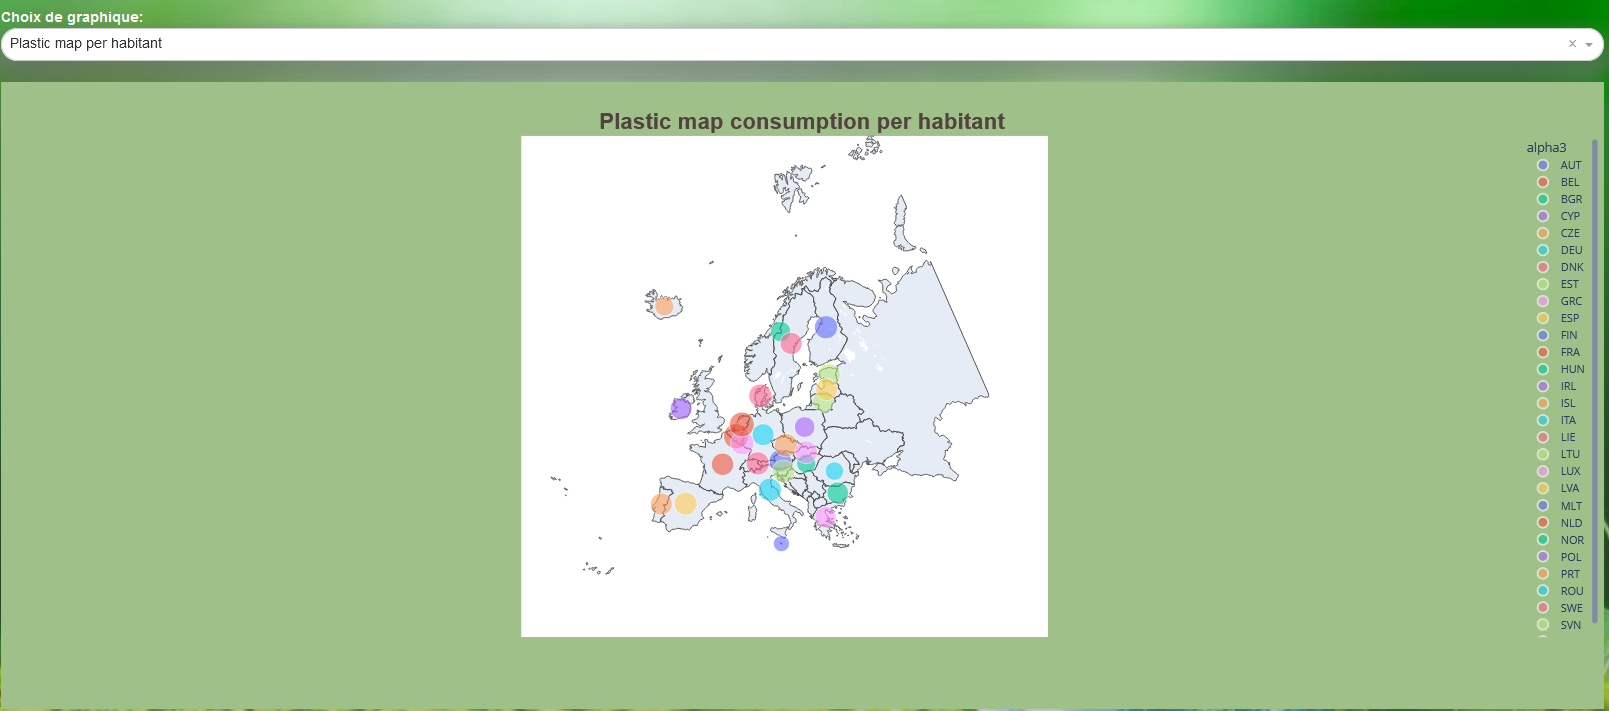 Choix de graphique:
Plastic map per habitant
Plastic map consumption per habitant
alpha3
AUT
BEL
BGR
CYP
CZE
DEU
DNK
EST
GRC
ESP
FIN
FRA
HUN
IRL
ISL
ITA
LIE
LTU
LUX
LVA
MLT
NLD
NOR
POL
PRT
ROU
SWE
SVN